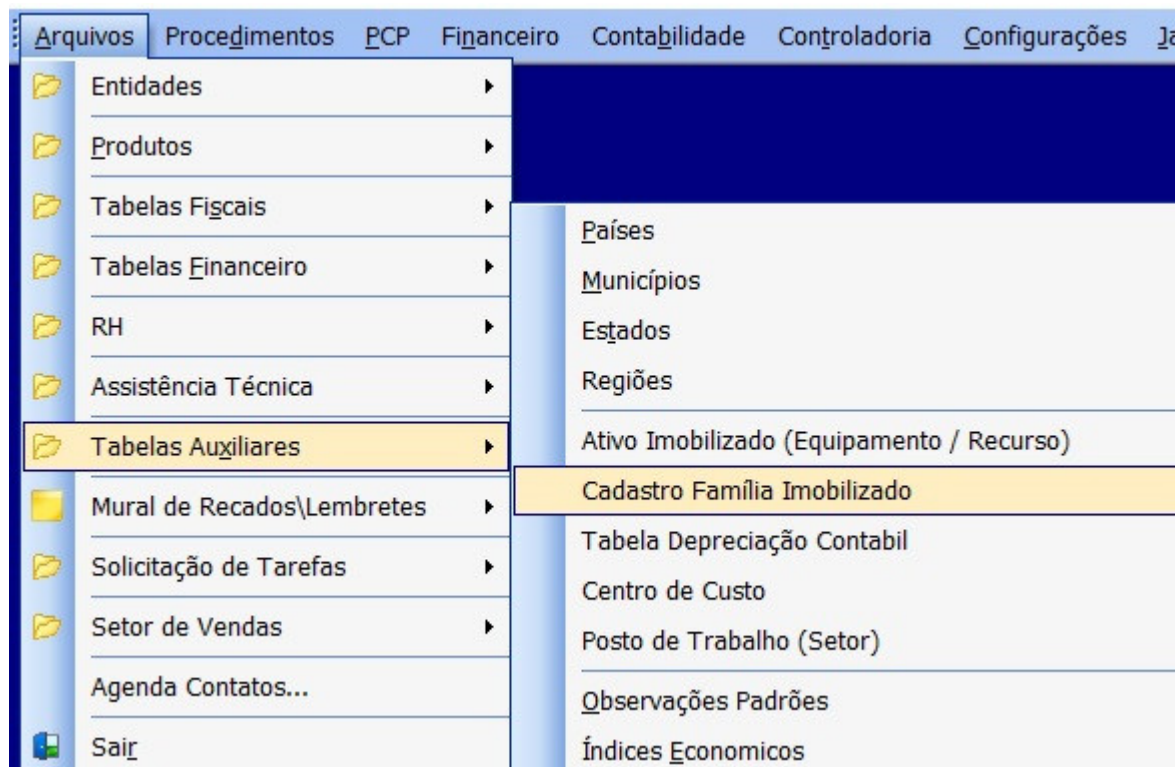 Arquivos Procedimentos PCP Financeiro Contabilidade Controladoria Configurações
Entidades
Produtos
Tabelas Fiscais
Tabelas Financeiro
RH
Assistência Técnica
Tabelas Auxiliares
Mural de Recados\Lembretes
Solicitação de Tarefas
Setor de Vendas
Agenda Contatos...
Sair
Países
Municípios
Estados
Regiões
Ativo Imobilizado (Equipamento / Recurso)
Cadastro Família Imobilizado
Tabela Depreciação Contabil
Centro de Custo
Posto de Trabalho (Setor)
Observações Padrões
Índices Economicos